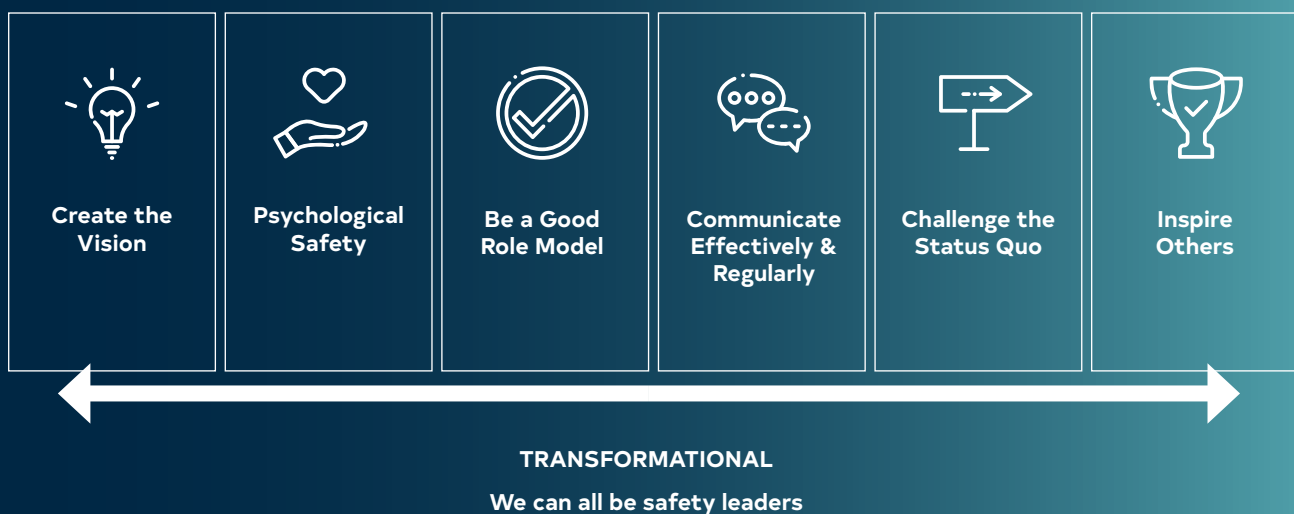 Create the
Vision
Psychological
Safety
Be a Good
Role Model
Communicate
Effectively &
Regularly
Challenge the
Status Quo
Inspire
Others
TRANSFORMATIONAL
We can all be safety leaders